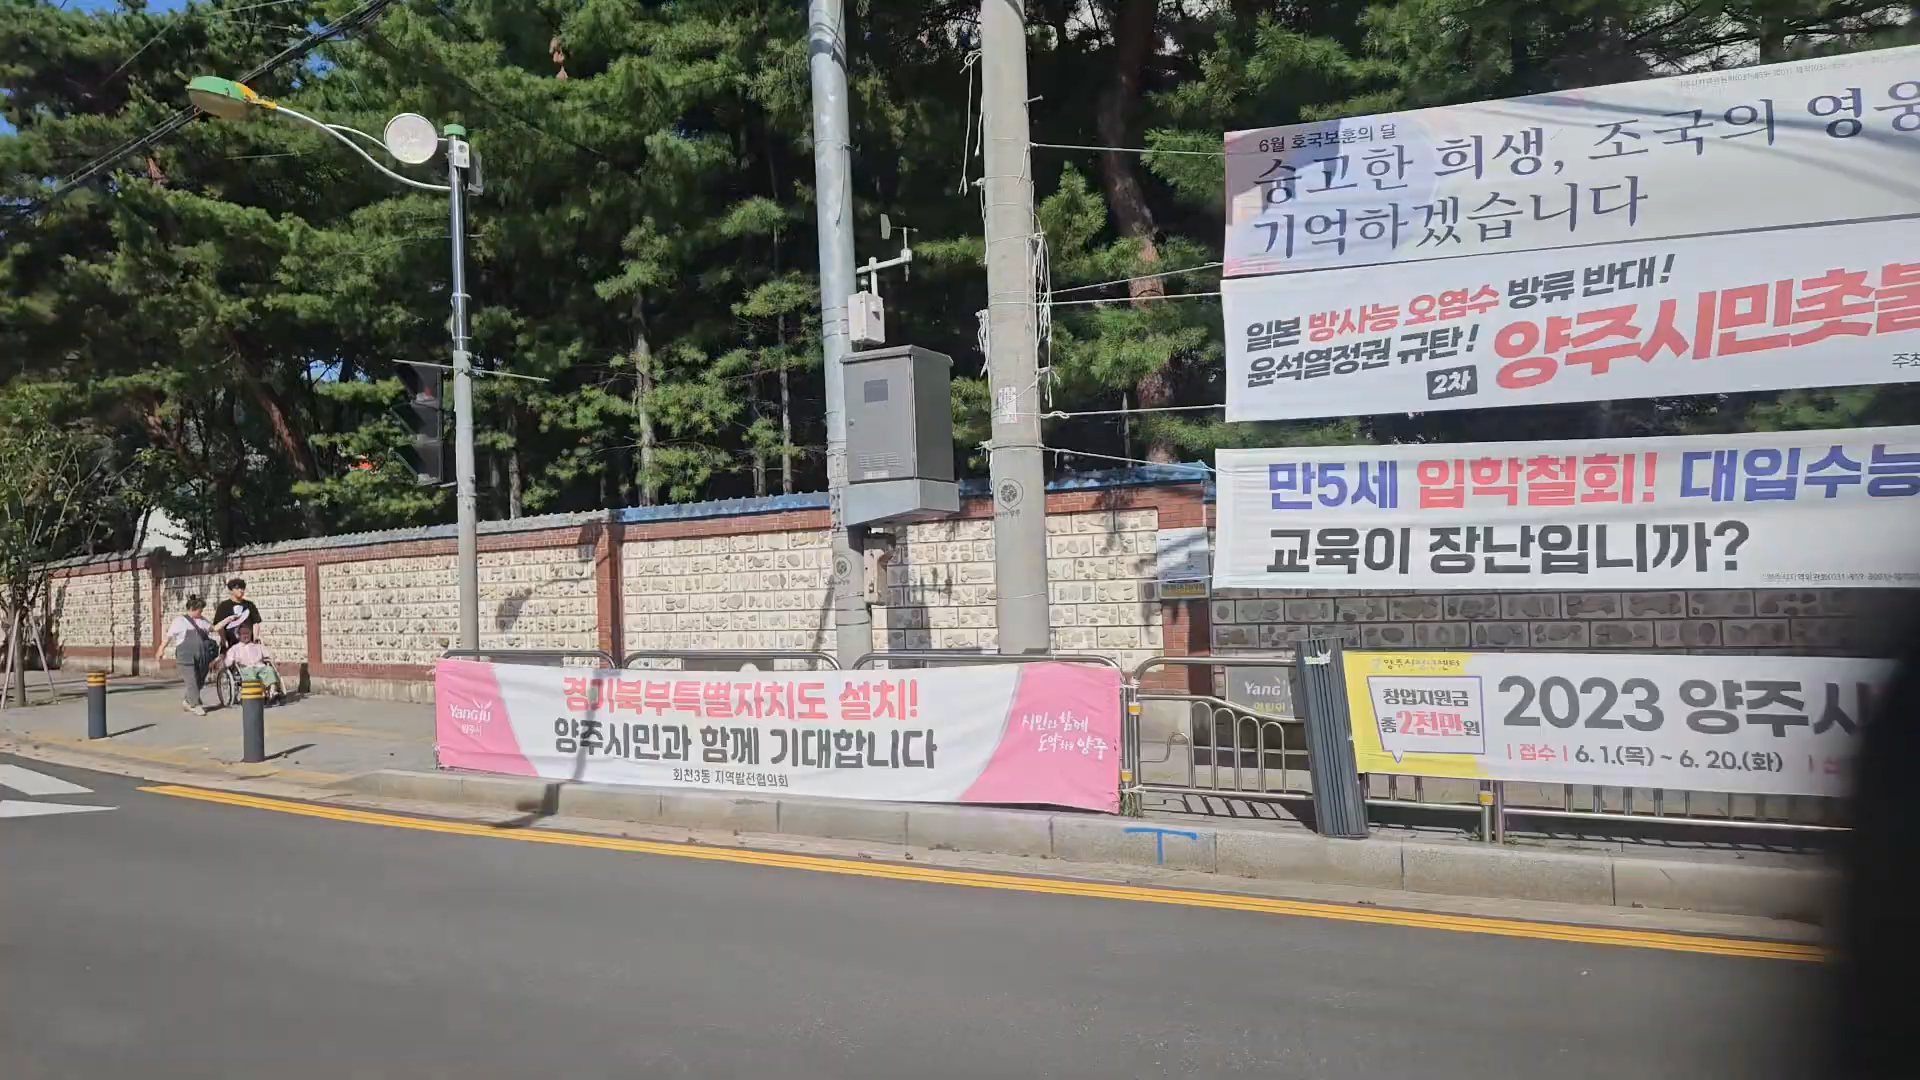 6월 호국보훈의 달
숭고한 희생, 조국의 영웅
기억하겠습니다
일본 방사능 오염수 방류 반대!
윤석열정권 규탄!
2차 양주시민촛불
만5세 입학철회! 대입수능
교육이 장난입니까?
Yangju
양주시
경기북부특별자치도 설치!
양주시민과 함께 기대합니다
회천3동 지역발전협의회
시민과 함께
도약하는 양주
창업지원금
총2천만원
2023 양주시
접수 6.1.(목) ~ 6. 20.(화)